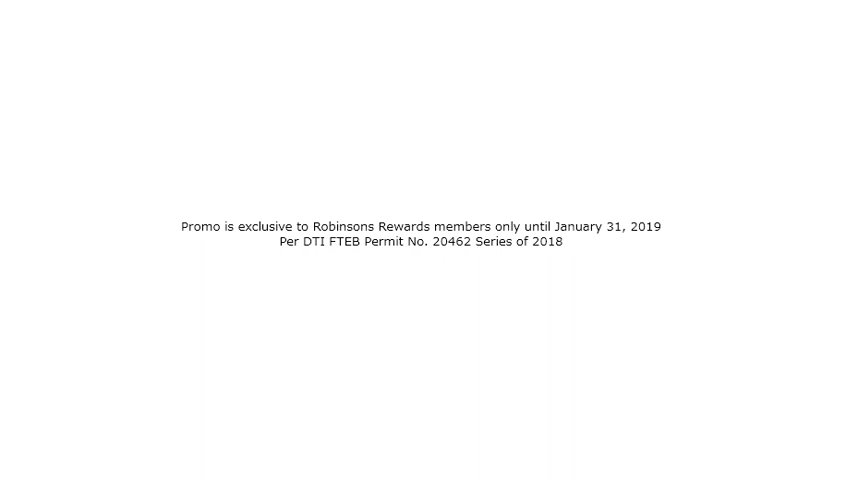 Promo is exclusive to Robinsons Rewards members only until January 31, 2019
Per DTI FTEB Permit No. 20462 Series of 2018